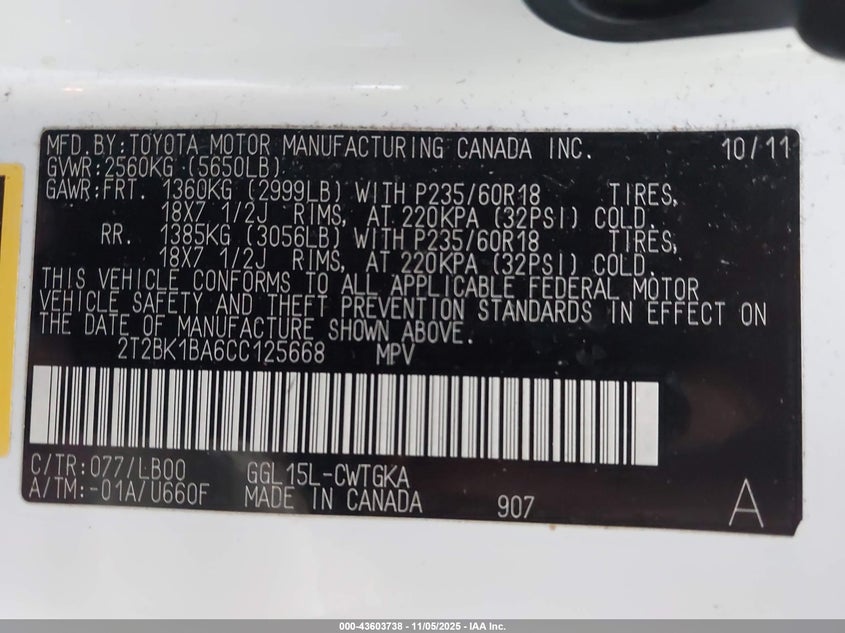 MFD.BY:TOYOTA MOTOR MANUFACTURING CANADA INC. 10/11
GVWR:2560KG (5650LB)
GAWR:FRT. 1360KG (2999LB) WITH P235/60R18 TIRES,
18X7 1/2J RIMS, AT 220KPA (32PSI) COLD.
RR. 1385KG (3056LB) WITH P235/60R18 TIRES,
18X7 1/2J RIMS, AT 220KPA (32PSI) COLD.
THIS VEHICLE CONFORMS TO ALL APPLICABLE FEDERAL MOTOR
VEHICLE SAFETY AND THEFT PREVENTION STANDARDS IN EFFECT ON
THE DATE OF MANUFACTURE SHOWN ABOVE.
2T2BK1BA6CC125668 MPV
C/TR:077/LB00 GGL15L-CWTGKA
A/TM:-01A/U660F MADE IN CANADA 907 A
000-43603738 - 11/05/2025 - IAA Inc.